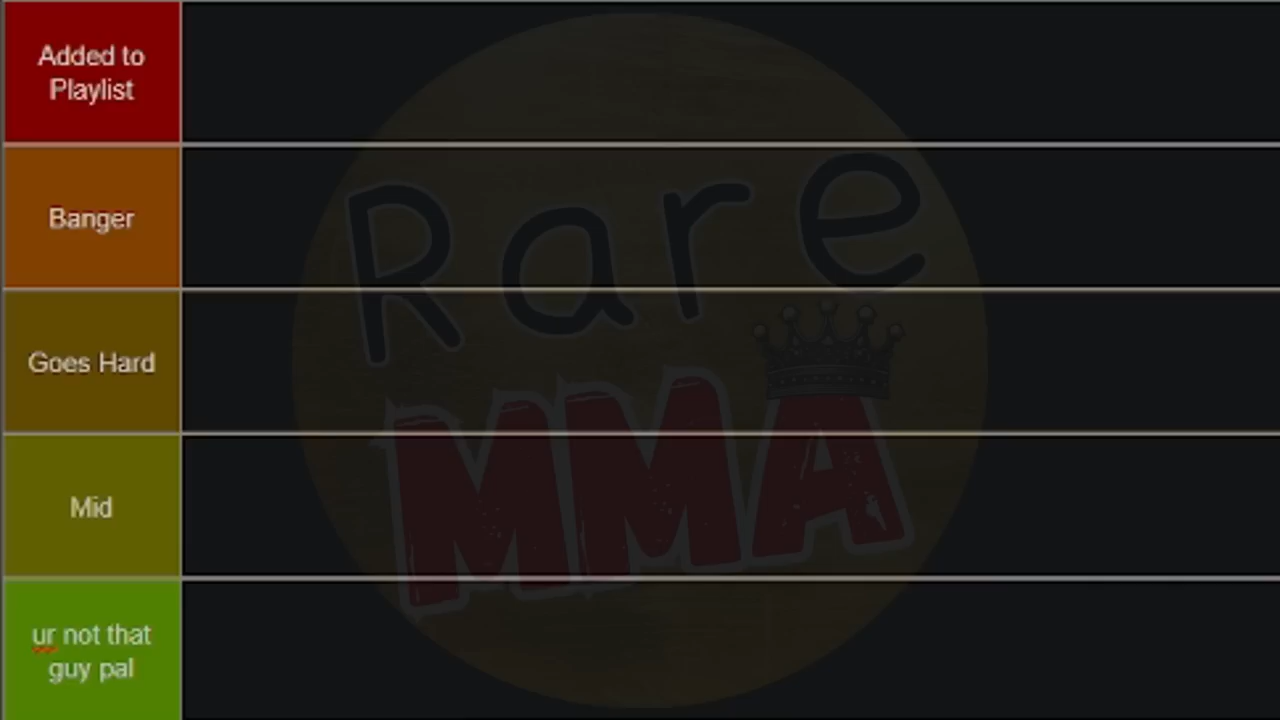 Added to
Playlist
Banger
Goes Hard
Mid
ur not that
guy pal
Rare
MMA